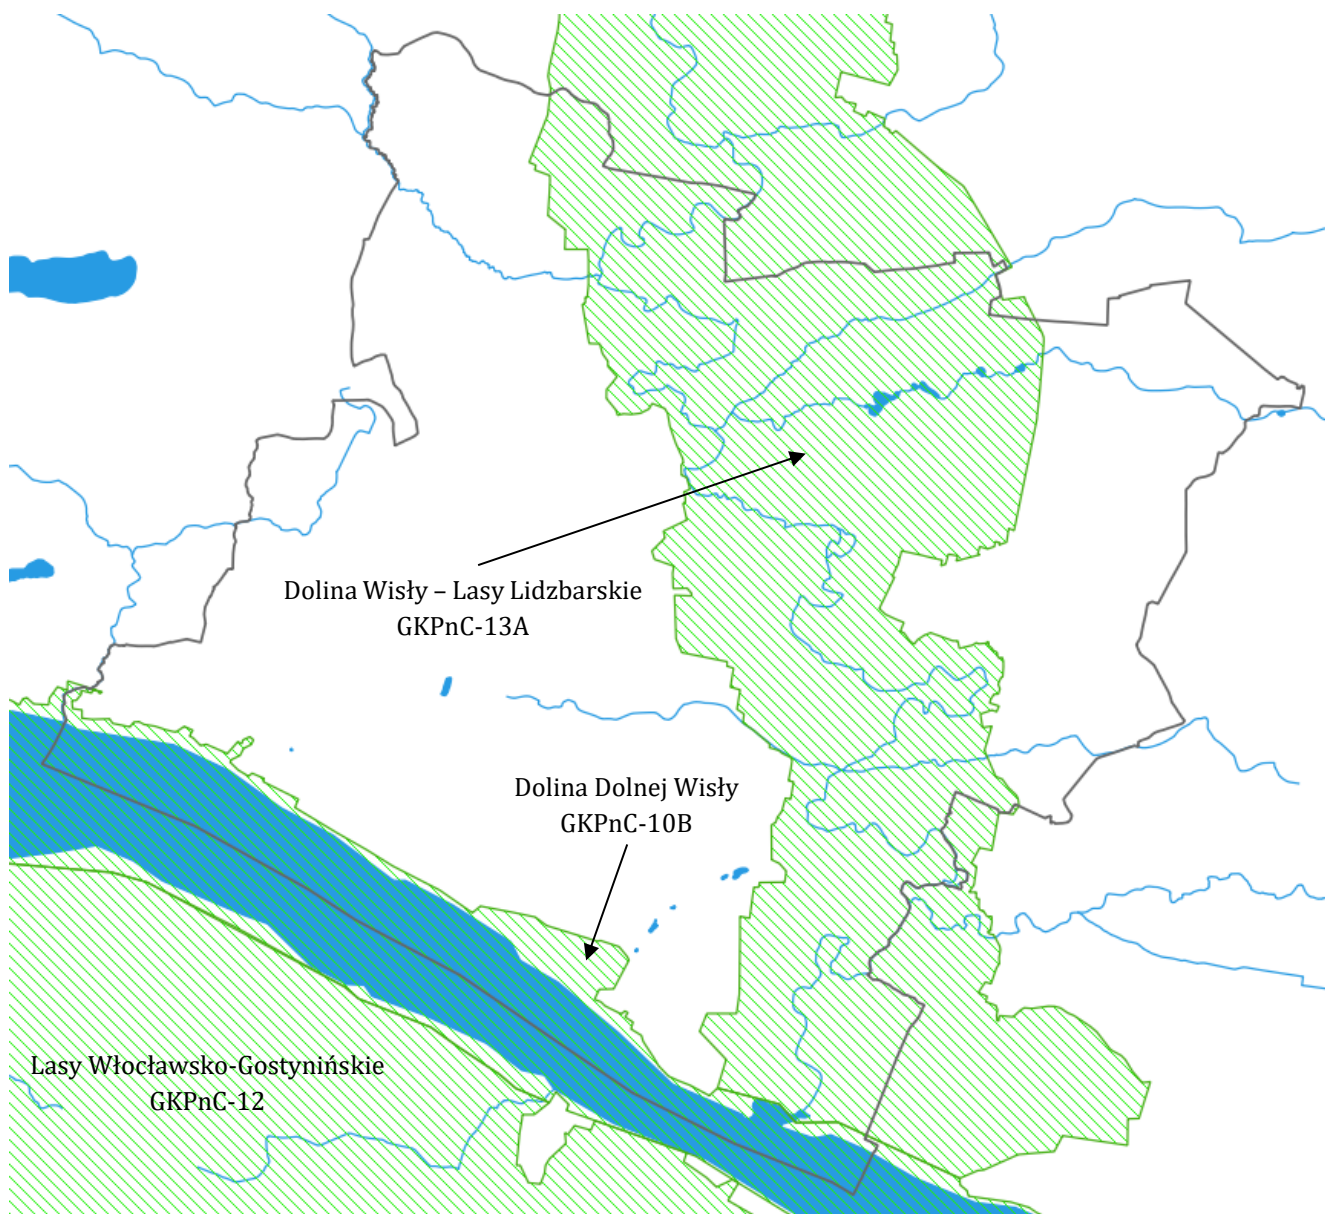 Dolina Wisły – Lasy Lidzbarskie
GKPnC-13A
Dolina Dolnej Wisły
GKPnC-10B
Lasy Włocławsko-Gostynińskie
GKPnC-12